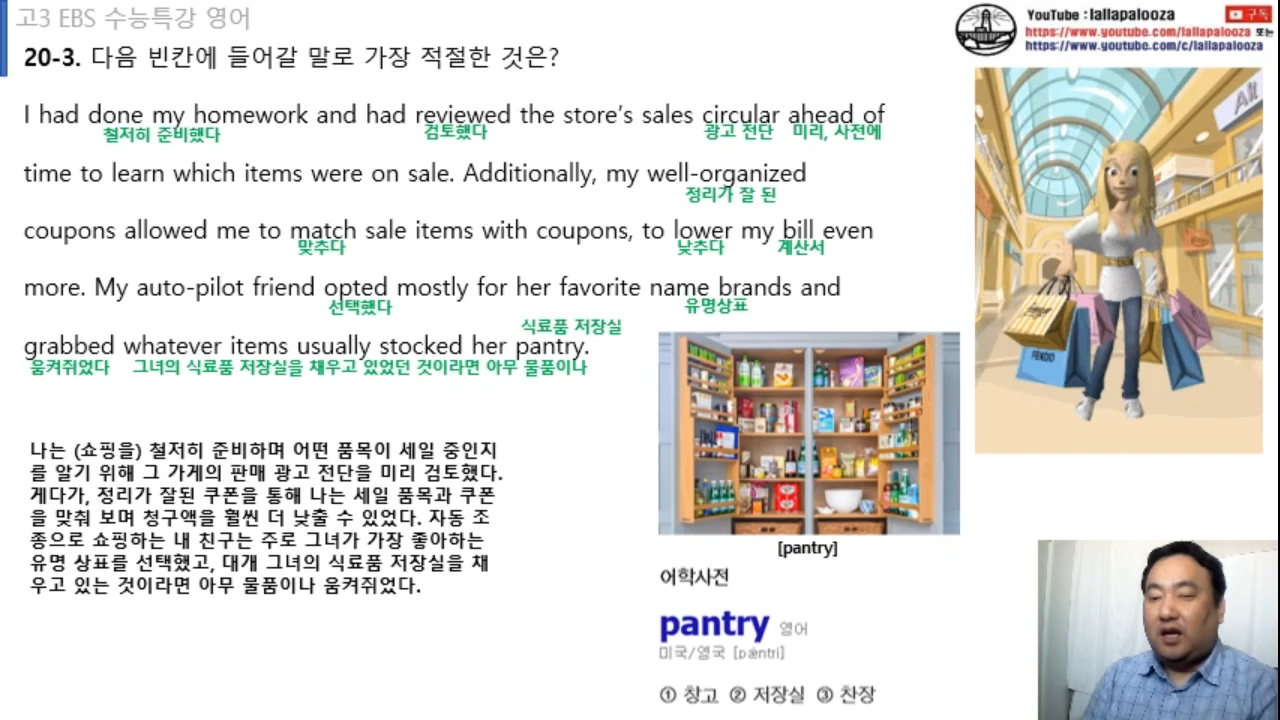 고3 EBS 수능특강 영어
YouTube : lallapalooza
구독
https://www.youtube.com/lallapalooza 또는
https://www.youtube.com/c/lallapalooza
20-3. 다음 빈칸에 들어갈 말로 가장 적절한 것은?
I had done my homework and had reviewed the store's sales circular ahead of
철저히 준비했다 검토했다 광고 전단 미리, 사전에
time to learn which items were on sale. Additionally, my well-organized
정리가 잘 된
coupons allowed me to match sale items with coupons, to lower my bill even
맞추다 낮추다 계산서
more. My auto-pilot friend opted mostly for her favorite name brands and
선택했다 유명상표
식료품 저장실
grabbed whatever items usually stocked her pantry.
움켜쥐었다 그녀의 식료품 저장실을 채우고 있었던 것이라면 아무 물품이나
FENDO
나는 (쇼핑을) 철저히 준비하며 어떤 품목이 세일 중인지
를 알기 위해 그 가게의 판매 광고 전단을 미리 검토했다.
게다가, 정리가 잘된 쿠폰을 통해 나는 세일 품목과 쿠폰
을 맞춰 보며 청구액을 훨씬 더 낮출 수 있었다. 자동 조
종으로 쇼핑하는 내 친구는 주로 그녀가 가장 좋아하는
유명 상표를 선택했고, 대개 그녀의 식료품 저장실을 채
우고 있는 것이라면 아무 물품이나 움켜쥐었다.
[pantry]
어학사전
pantry 영어
미국/영국 [pæntri]
① 창고 ② 저장실 ③ 찬장